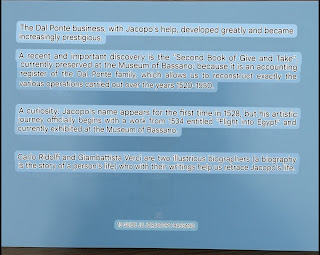 The Dal Ponte business, with Jacopo's help, developed greatly and became
increasingly prestigious.
A recent and important discovery is the "Second Book of Give and Take"
currently preserved at the Museum of Bassano, because it is an accounting
register of the Dal Ponte family, which allows us to reconstruct exactly the
various operations carried out over the years
A curiosity: Jacopo's name appears for the first time in 1528, but his artistic
journey officially begins with a work from 1534 entitled "Flight into Egypt" and
currently exhibited at the Museum of Bassano
Carlo Ridolfi and Giambattista Verci are two illustrious biographers (a biography
is the story of a person's life) who with their writings help us retrace Jacopo's life.